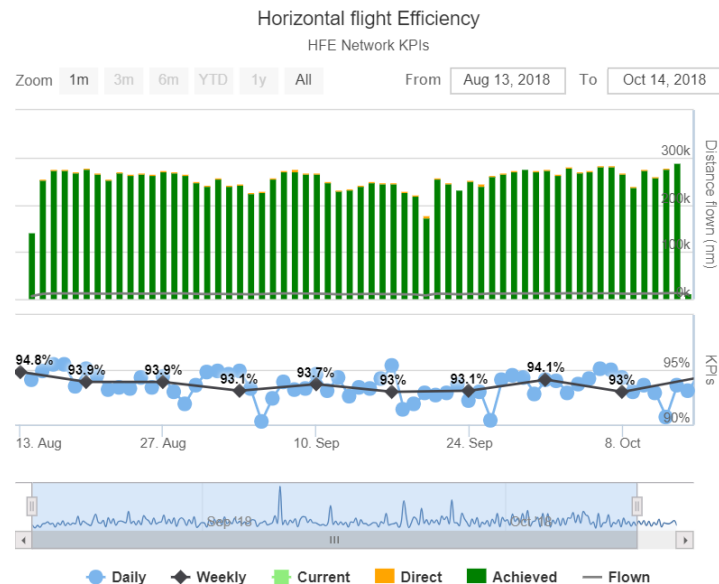 Horizontal flight Efficiency
HFE Network KPIs
Zoom 1m 3m 6m YTD 1y All From Aug 13, 2018 To Oct 14, 2018
300k
200k
100k
0k
Distance flown (nm)
94.8% 93.9% 93.9% 93.1% 93.7% 93% 93.1% 94.1% 93%
95%
90%
KPIs
13. Aug 27. Aug 10. Sep 24. Sep 8. Oct
Sep '18 Oct '18
Daily Weekly Current Direct Achieved Flown